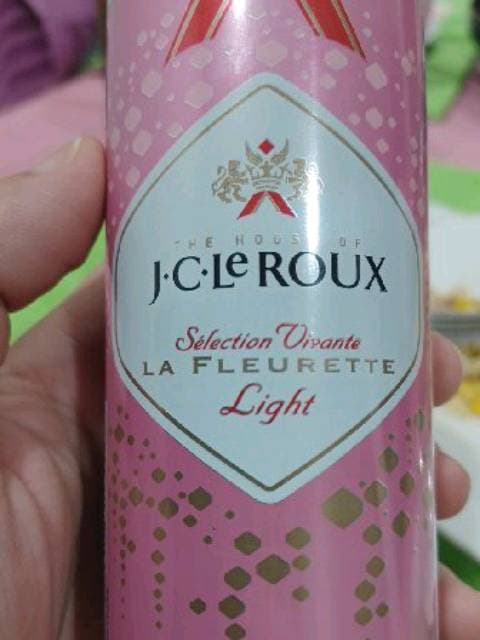 THE HOUSE OF
J·C·Le ROUX
Sélection Vivante
LA FLEURETTE
Light